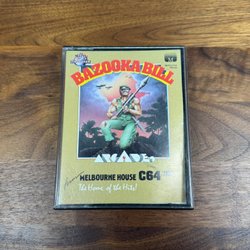 BAZOOKA BILL
ARCADE
MELBOURNE HOUSE C64
The Home of the Hits!